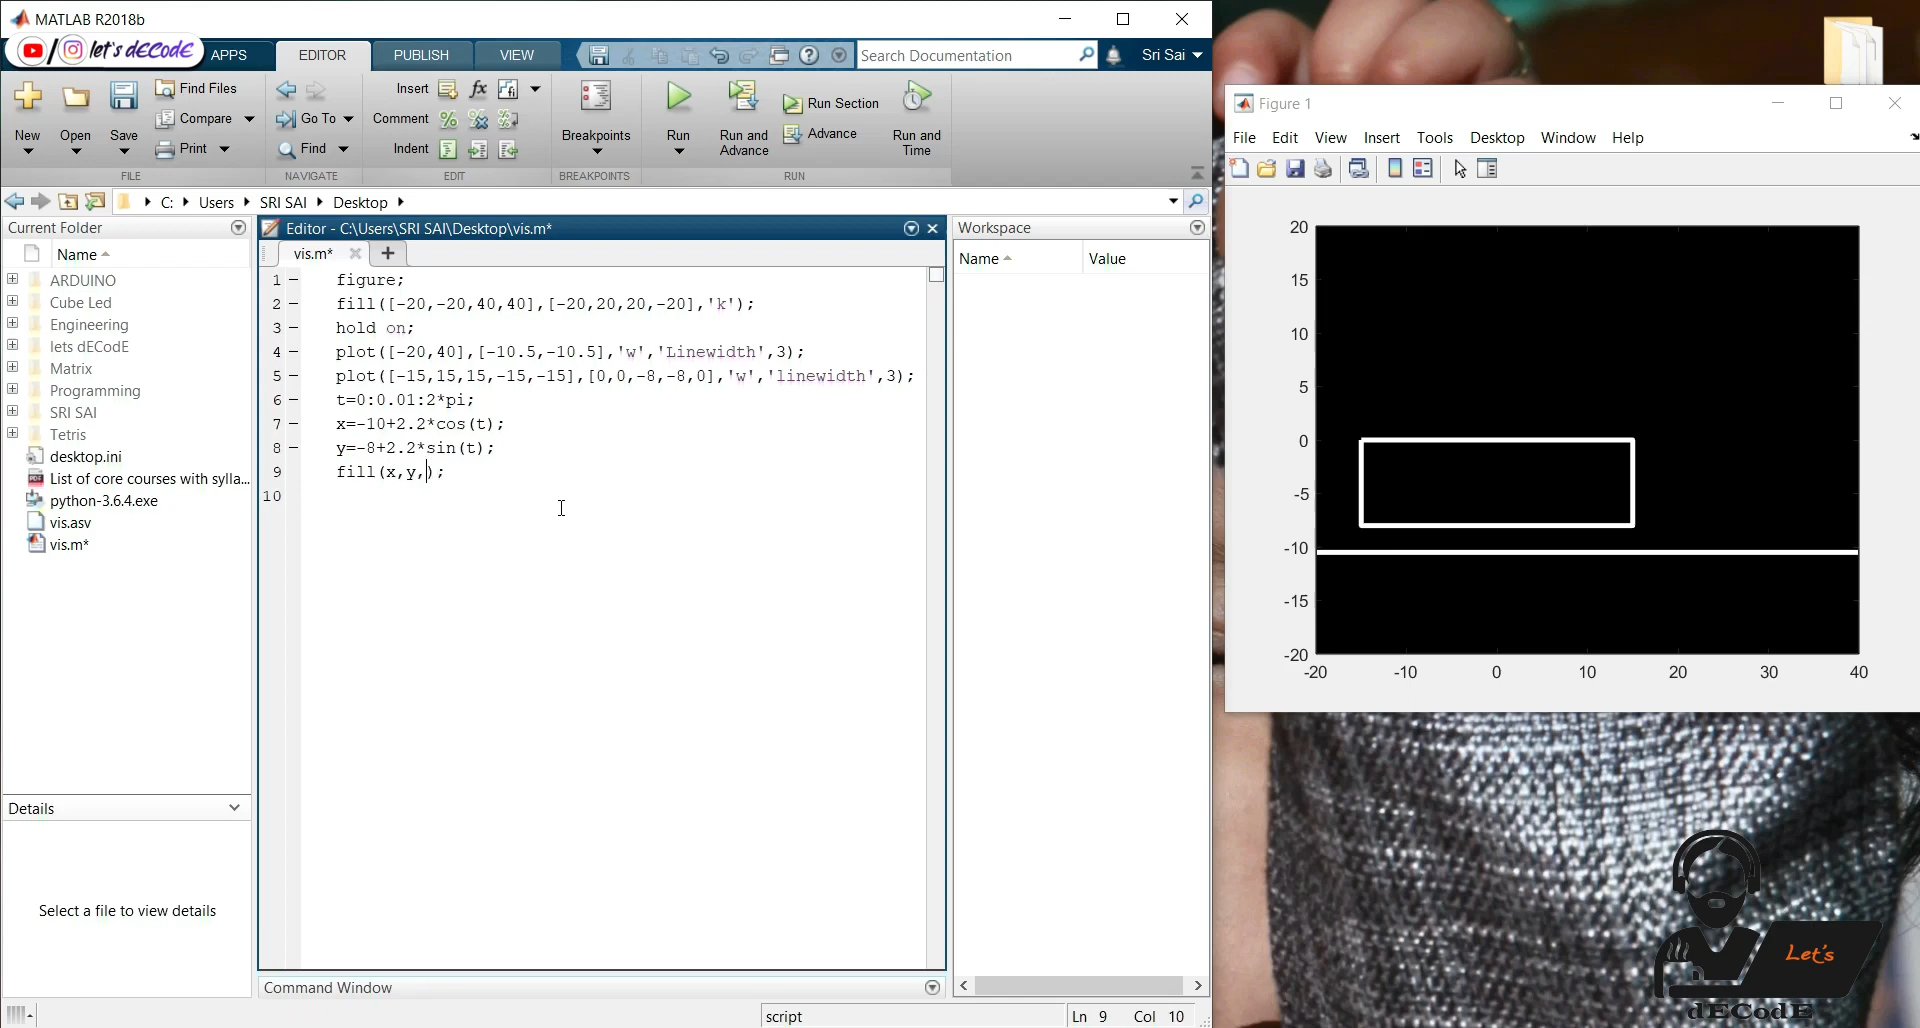 MATLAB R2018b
let's dECodE
APPS
EDITOR
PUBLISH
VIEW
Search Documentation
Sri Sai
New
Open
Save
Find Files
Compare
Print
FILE
Go To
Find
NAVIGATE
Insert
fx
Comment
Indent
EDIT
Breakpoints
BREAKPOINTS
Run
Run and
Advance
Run Section
Advance
Run and
Time
RUN
C:
Users
SRI SAI
Desktop
Current Folder
Name
ARDUINO
Cube Led
Engineering
lets dECodE
Matrix
Programming
SRI SAI
Tetris
desktop.ini
List of core courses with sylla...
python-3.6.4.exe
vis.asv
vis.m*
Details
Select a file to view details
Editor - C:\Users\SRI SAI\Desktop\vis.m*
vis.m*
1 figure;
2 fill([-20,-20,40,40],[-20,20,20,-20],'k');
3 hold on;
4 plot([-20,40],[-10.5,-10.5],'w','Linewidth',3);
5 plot([-15,15,15,-15,-15],[0,0,-8,-8,0],'w','linewidth',3);
6 t=0:0.01:2*pi;
7 x=-10+2.2*cos(t);
8 y=-8+2.2*sin(t);
9 fill(x,y,);
10
Command Window
script
Ln 9 Col 10
Workspace
Name
Value
Figure 1
File Edit View Insert Tools Desktop Window Help
20
15
10
5
0
-5
-10
-15
-20
-20 -10 0 10 20 30 40
Let's
dECodE